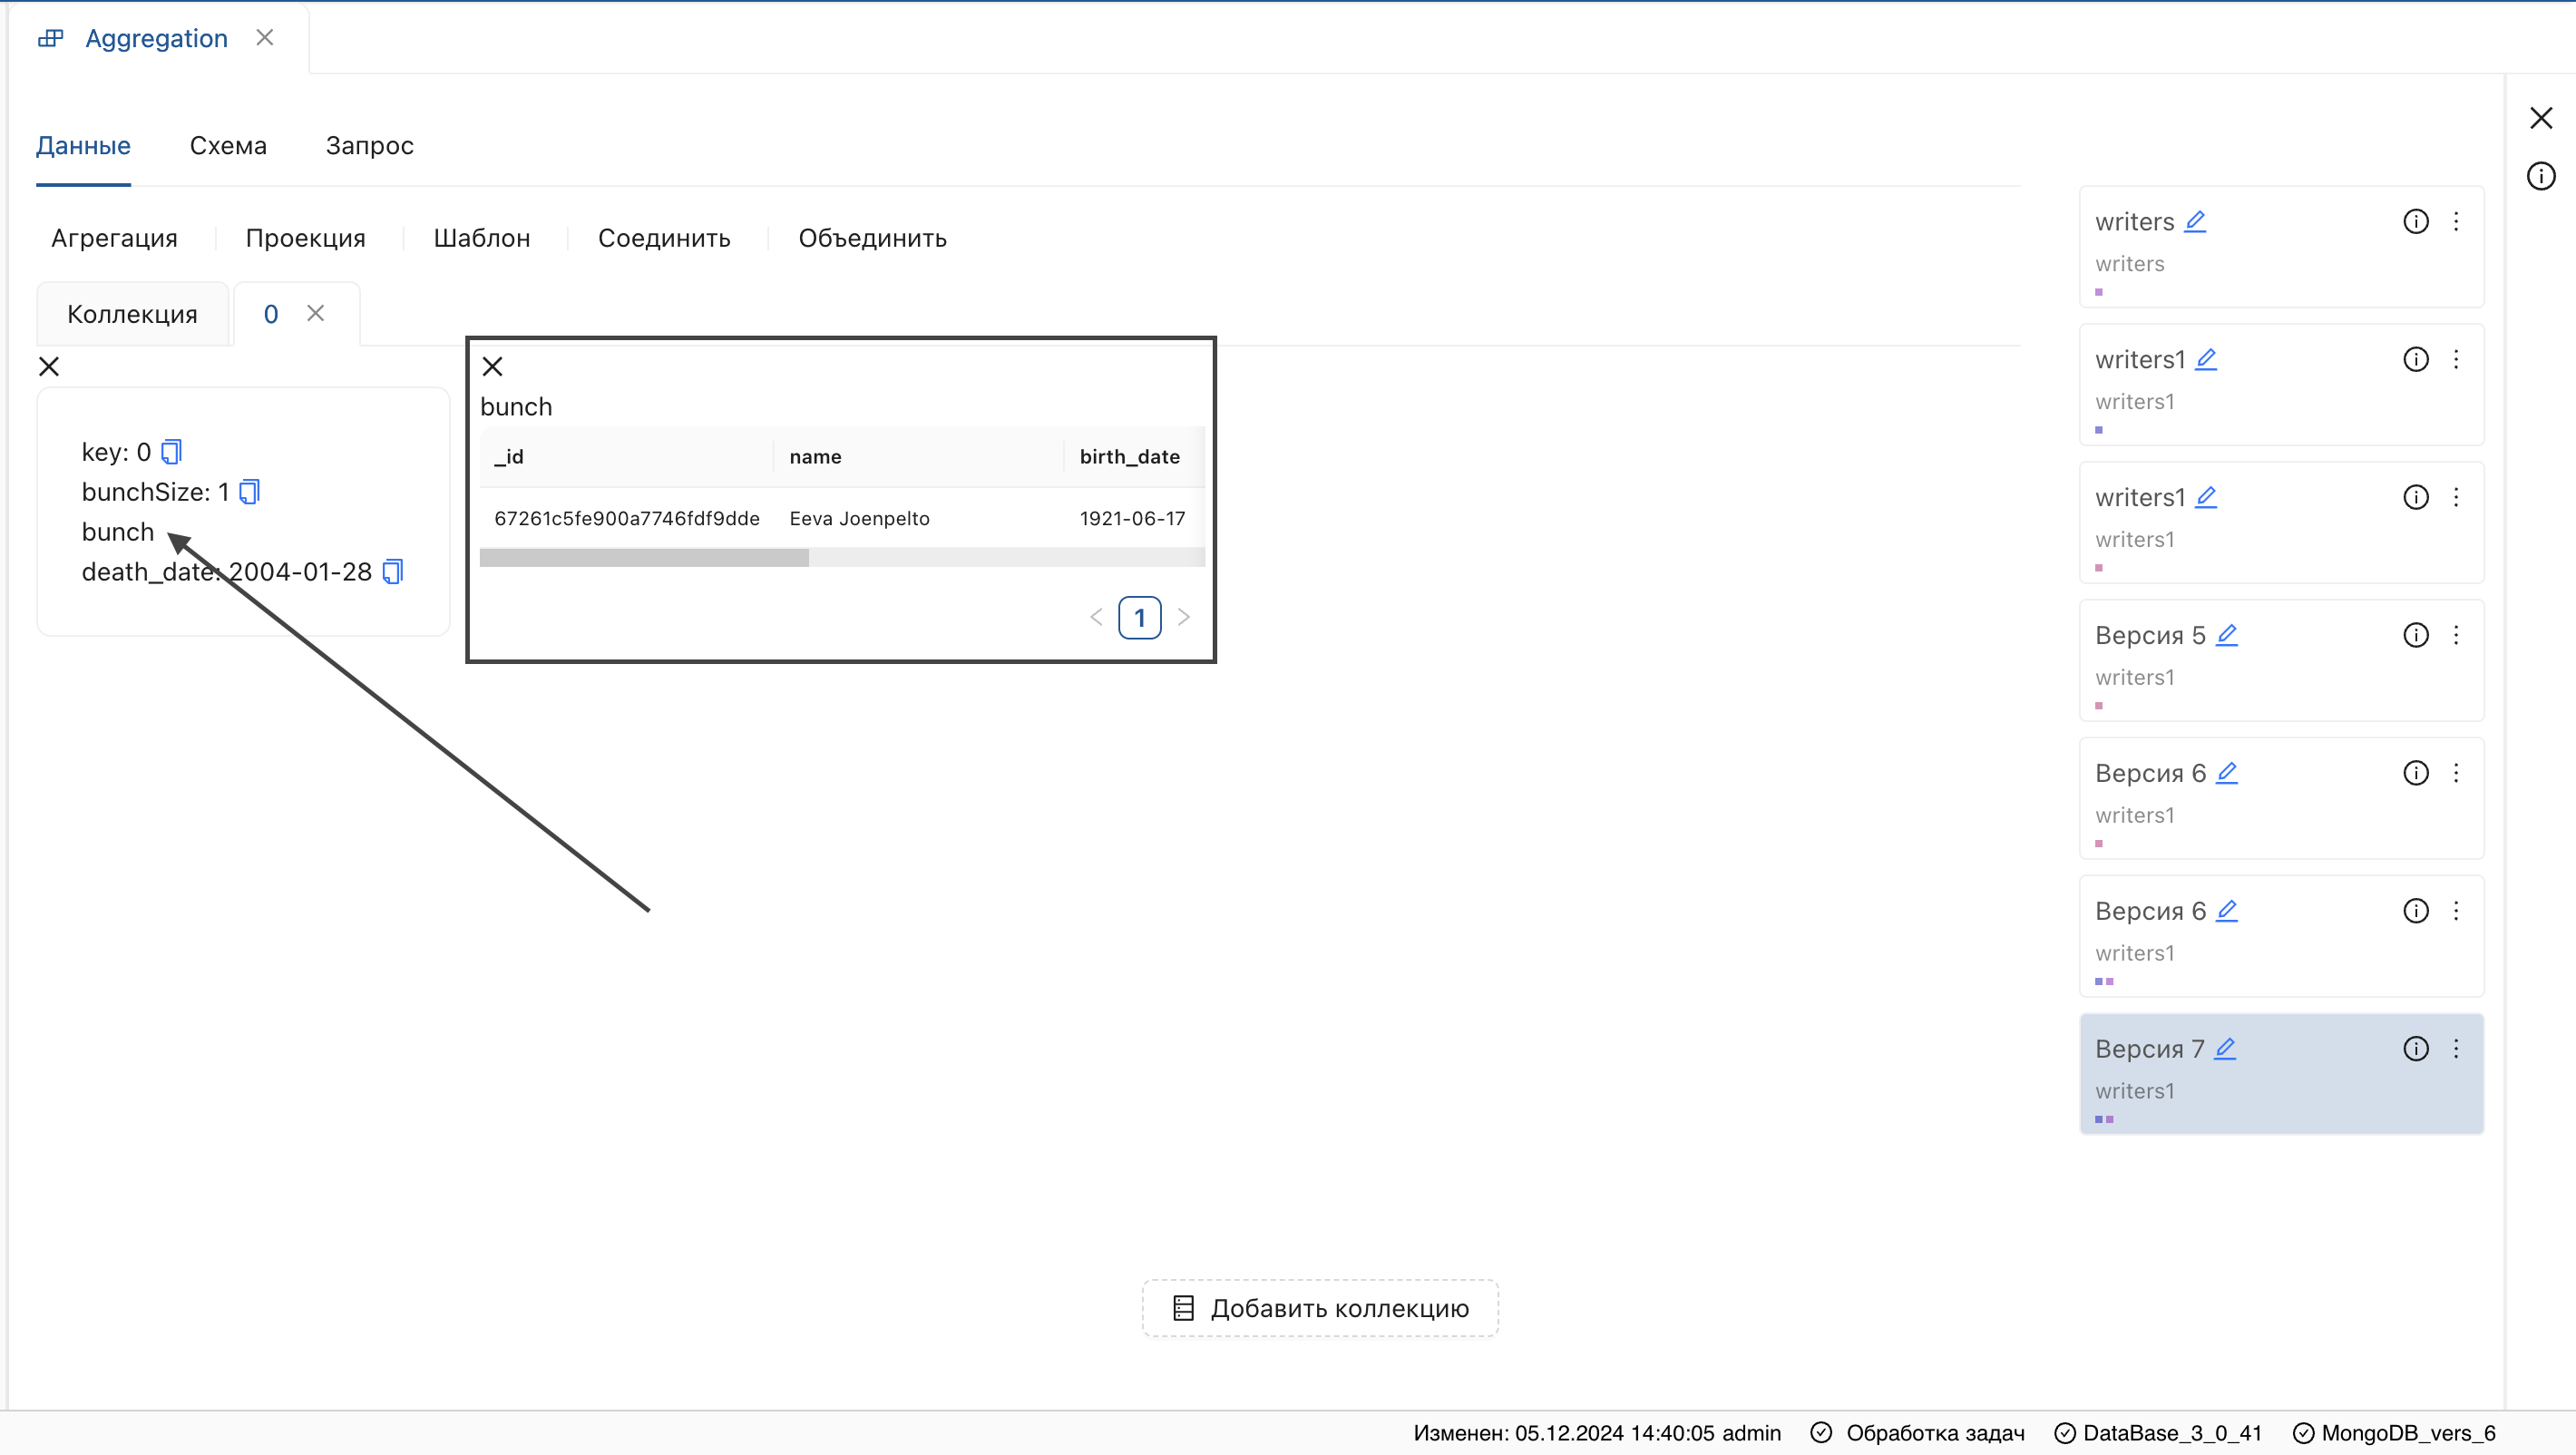 Aggregation
Данные Схема Запрос
Агрегация Проекция Шаблон Соединить Объединить
Коллекция 0
key: 0
bunchSize: 1
bunch
death_date: 2004-01-28
bunch
_id name birth_date
67261c5fe900a7746fdf9dde Eeva Joenpelto 1921-06-17
1
writers
writers
writers1
writers1
writers1
writers1
Версия 5
writers1
Версия 6
writers1
Версия 6
writers1
Версия 7
writers1
Добавить коллекцию
Изменен: 05.12.2024 14:40:05 admin Обработка задач DataBase_3_0_41 MongoDB_vers_6